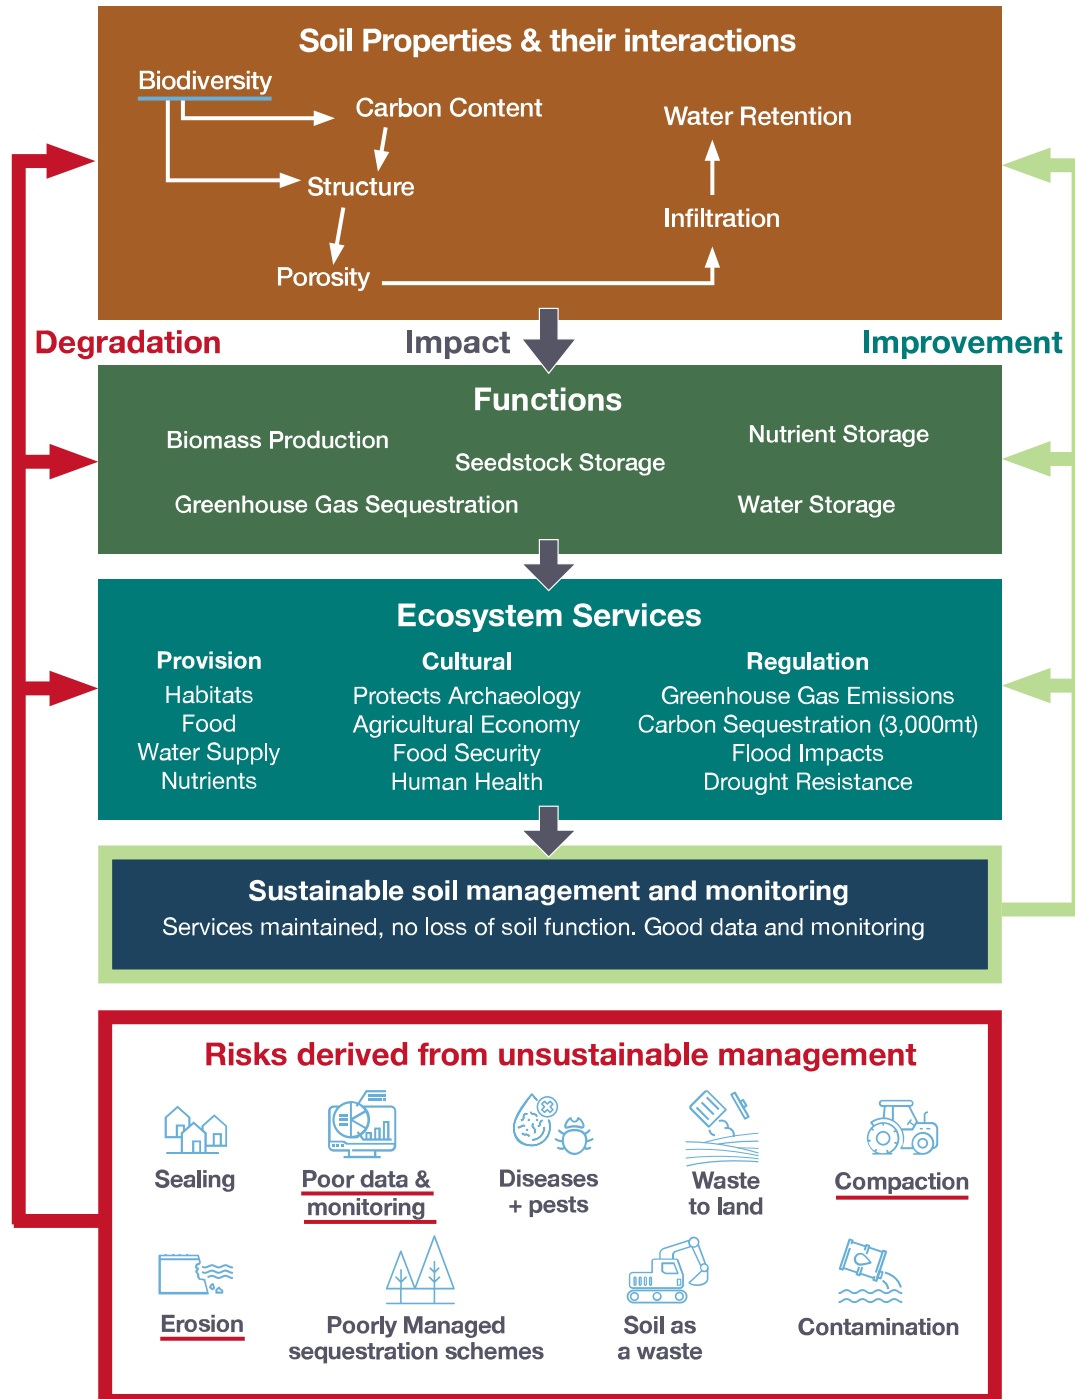 Soil Properties & their interactions
Biodiversity
Carbon Content
Water Retention
Structure
Infiltration
Porosity
Degradation
Impact
Improvement
Functions
Biomass Production
Nutrient Storage
Seedstock Storage
Greenhouse Gas Sequestration
Water Storage
Ecosystem Services
Provision
Habitats
Food
Water Supply
Nutrients
Cultural
Protects Archaeology
Agricultural Economy
Food Security
Human Health
Regulation
Greenhouse Gas Emissions
Carbon Sequestration (3,000mt)
Flood Impacts
Drought Resistance
Sustainable soil management and monitoring
Services maintained, no loss of soil function. Good data and monitoring
Risks derived from unsustainable management
Sealing
Poor data &
monitoring
Diseases
+ pests
Waste
to land
Compaction
Erosion
Poorly Managed
sequestration schemes
Soil as
a waste
Contamination